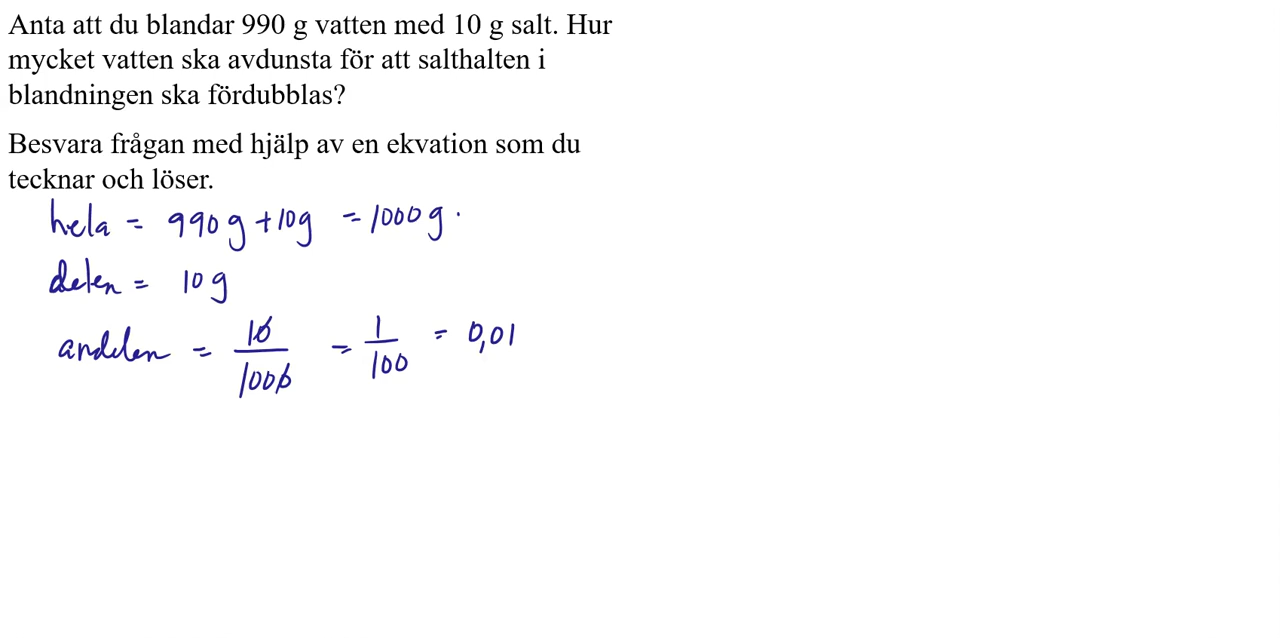 Anta att du blandar 990 g vatten med 10 g salt. Hur
mycket vatten ska avdunsta för att salthalten i
blandningen ska fördubblas?
Besvara frågan med hjälp av en ekvation som du
tecknar och löser.
hela = 990 g + 10 g = 1000 g.
delen = 10 g
andelen = 10/1000 = 1/100 = 0,01